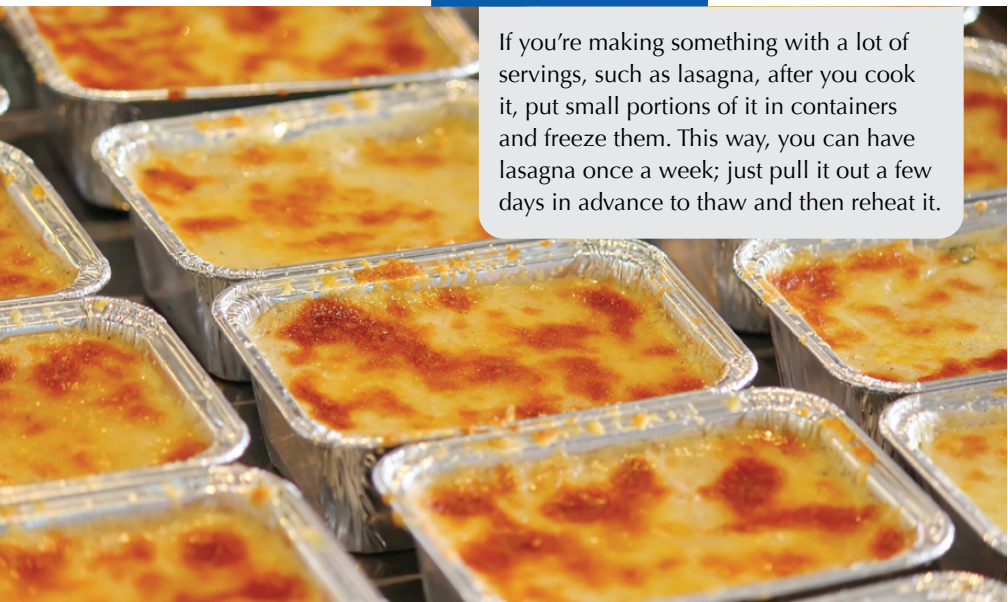 If you’re making something with a lot of
servings, such as lasagna, after you cook
it, put small portions of it in containers
and freeze them. This way, you can have
lasagna once a week; just pull it out a few
days in advance to thaw and then reheat it.